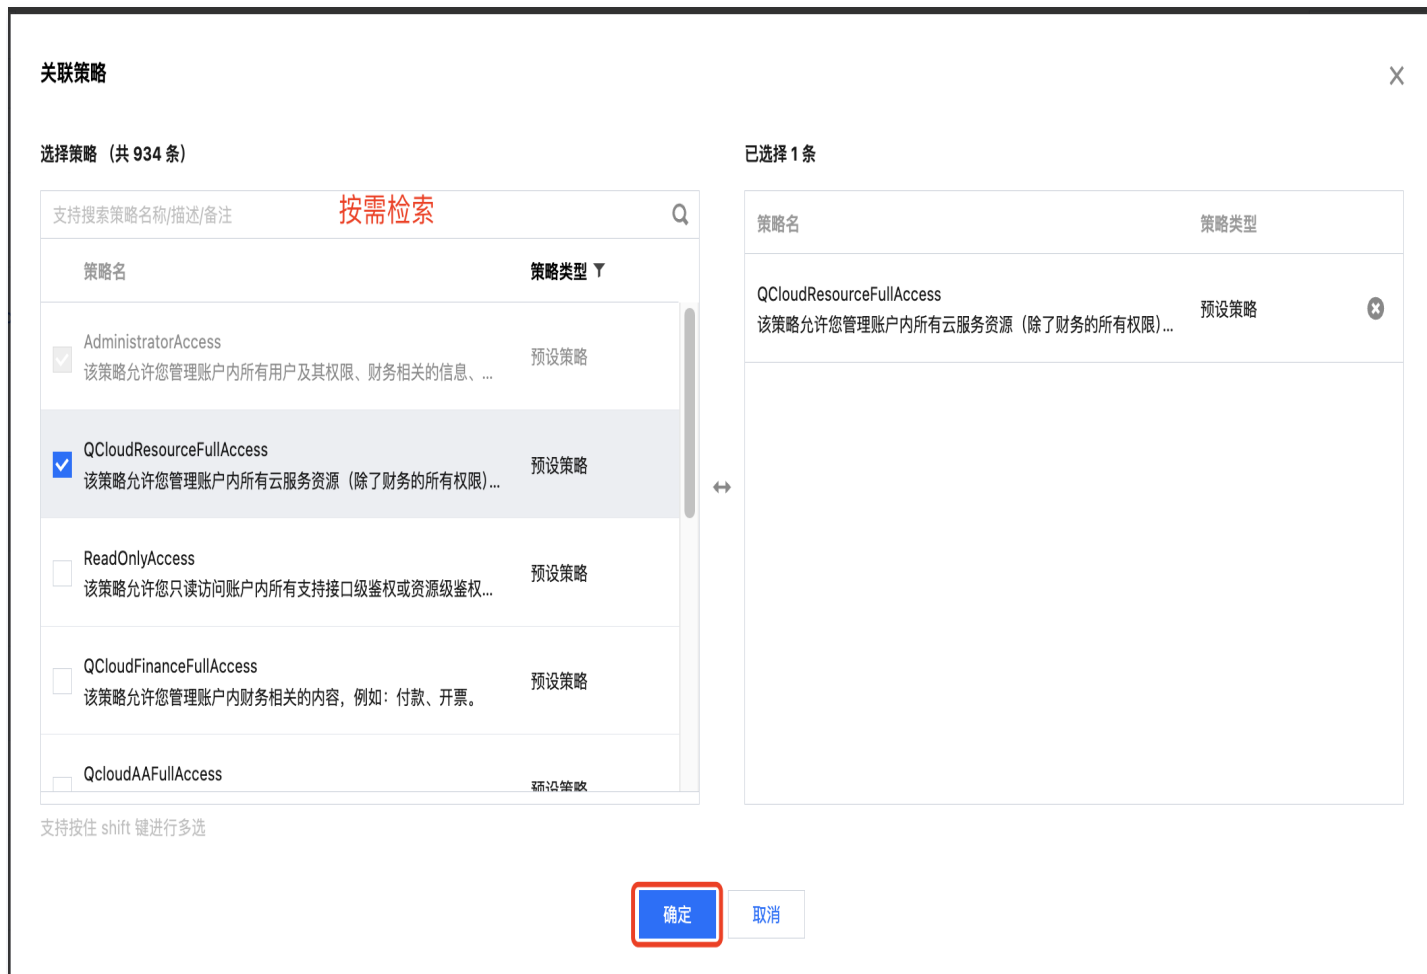 关联策略
选择策略 （共 934 条）
支持搜索策略名称/描述/备注
按需检索
策略名
策略类型
AdministratorAccess
该策略允许您管理账户内所有用户及其权限、财务相关的信息、...
预设策略
QCloudResourceFullAccess
该策略允许您管理账户内所有云服务资源（除了财务的所有权限）...
预设策略
ReadOnlyAccess
该策略允许您只读访问账户内所有支持接口级鉴权或资源级鉴权...
预设策略
QCloudFinanceFullAccess
该策略允许您管理账户内财务相关的内容，例如：付款、开票。
预设策略
QcloudAAFullAccess
预设策略
支持按住 shift 键进行多选
已选择 1 条
策略名
策略类型
QCloudResourceFullAccess
该策略允许您管理账户内所有云服务资源（除了财务的所有权限）...
预设策略
确定
取消